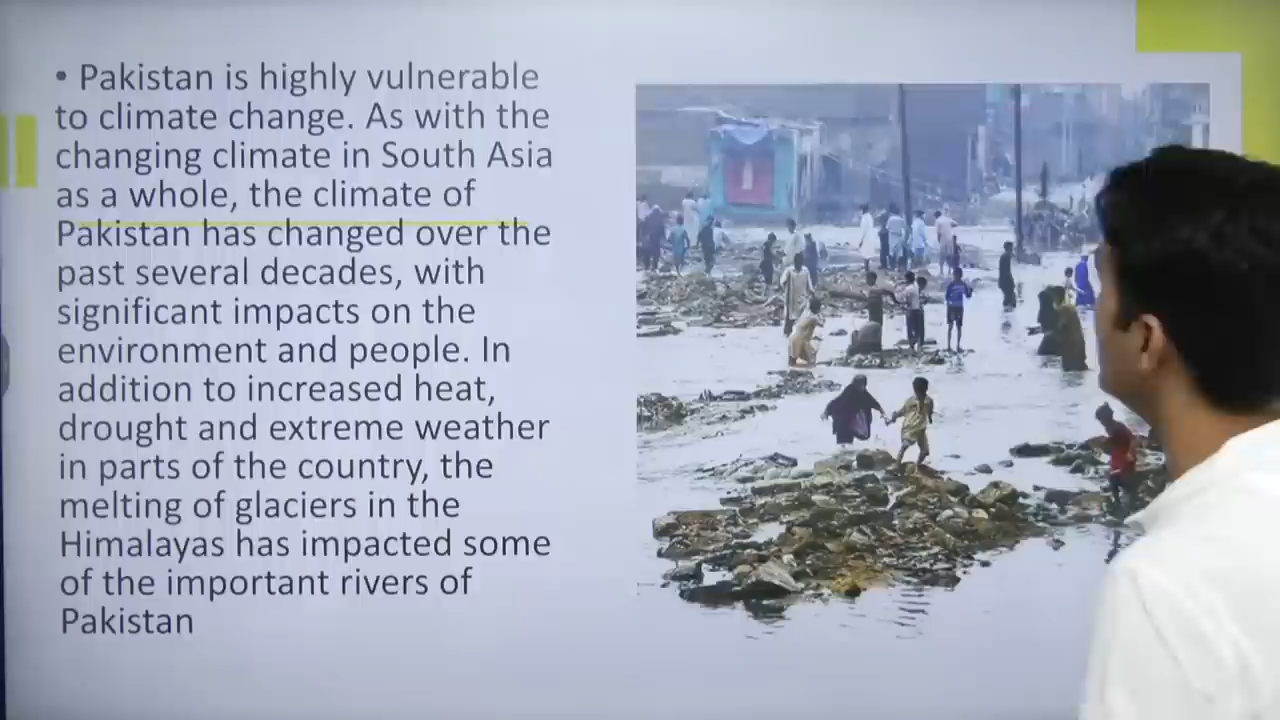 • Pakistan is highly vulnerable
to climate change. As with the
changing climate in South Asia
as a whole, the climate of
Pakistan has changed over the
past several decades, with
significant impacts on the
environment and people. In
addition to increased heat,
drought and extreme weather
in parts of the country, the
melting of glaciers in the
Himalayas has impacted some
of the important rivers of
Pakistan